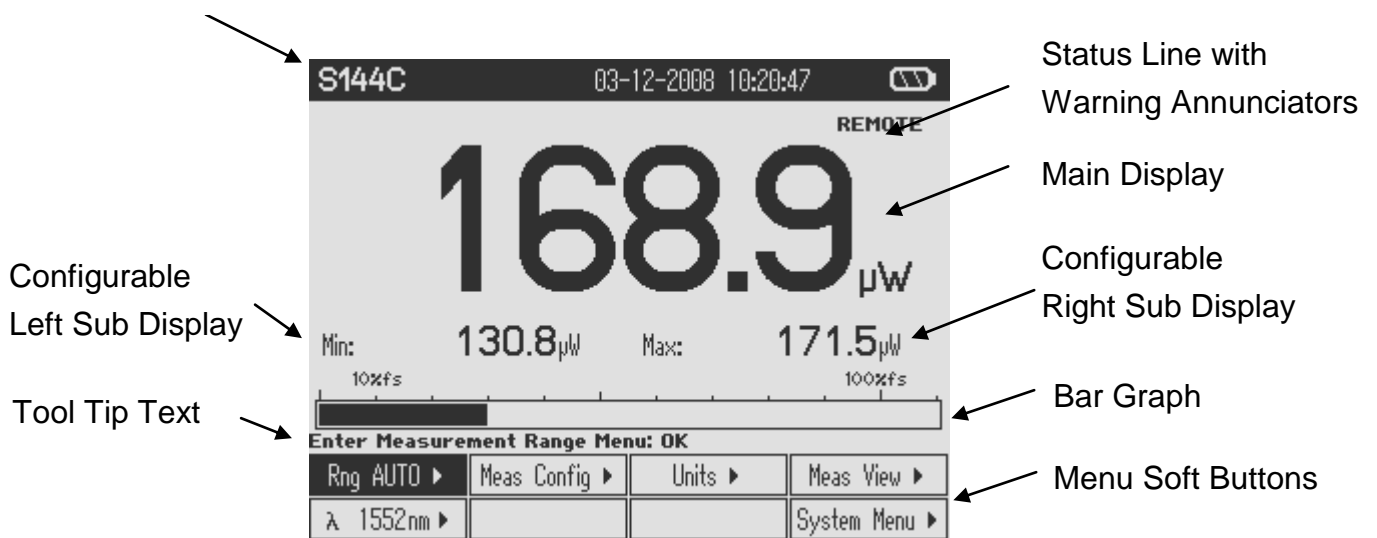 S144C 03-12-2008 10:20:47
Status Line with
Warning Annunciators
REMOTE
168.9 µW
Main Display
Configurable
Left Sub Display
Configurable
Right Sub Display
Min: 130.8µW Max: 171.5µW
10%fs 100%fs
Bar Graph
Tool Tip Text
Enter Measurement Range Menu: OK
Rng AUTO ▶ Meas Config ▶ Units ▶ Meas View ▶
λ 1552nm ▶ System Menu ▶
Menu Soft Buttons